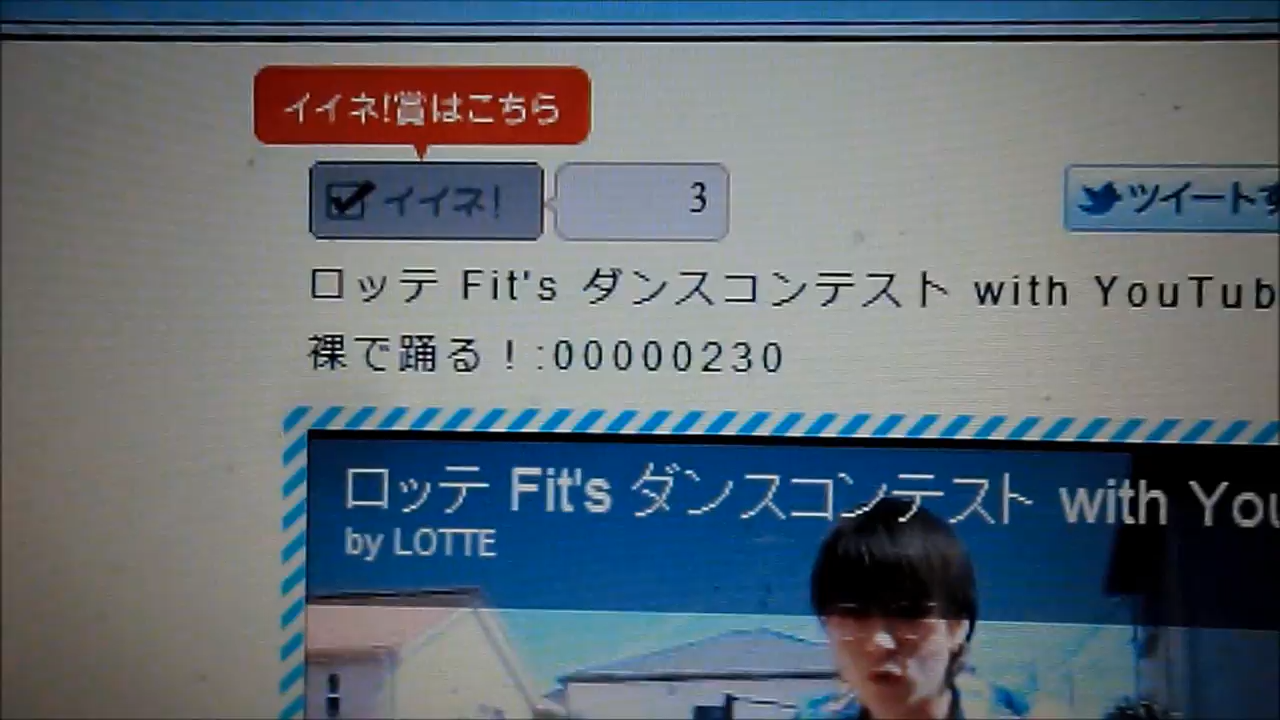 イイネ!賞はこちら
イイネ!
3
ツイートす
ロッテ Fit's ダンスコンテスト with YouTub
裸で踊る！:00000230
ロッテ Fit's ダンスコンテスト with You
by LOTTE